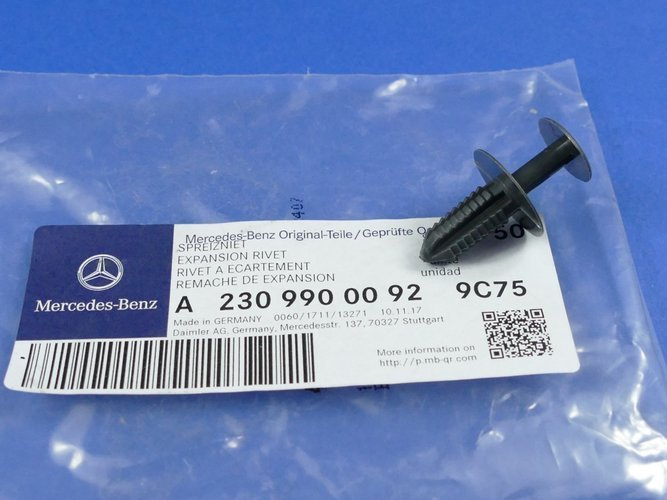 Mercedes-Benz Original-Teile/Geprüfte
50
SPREIZNIET
EXPANSION RIVET
RIVET A ECARTEMENT
REMACHE DE EXPANSION
unidad
Mercedes-Benz
A 230 990 00 92 9C75
Made in GERMANY 0060/1711/13271 10.11.17
Daimler AG, Germany, Mercedesstr. 137, 70327 Stuttgart
More information on
http://p.mb-qr.com